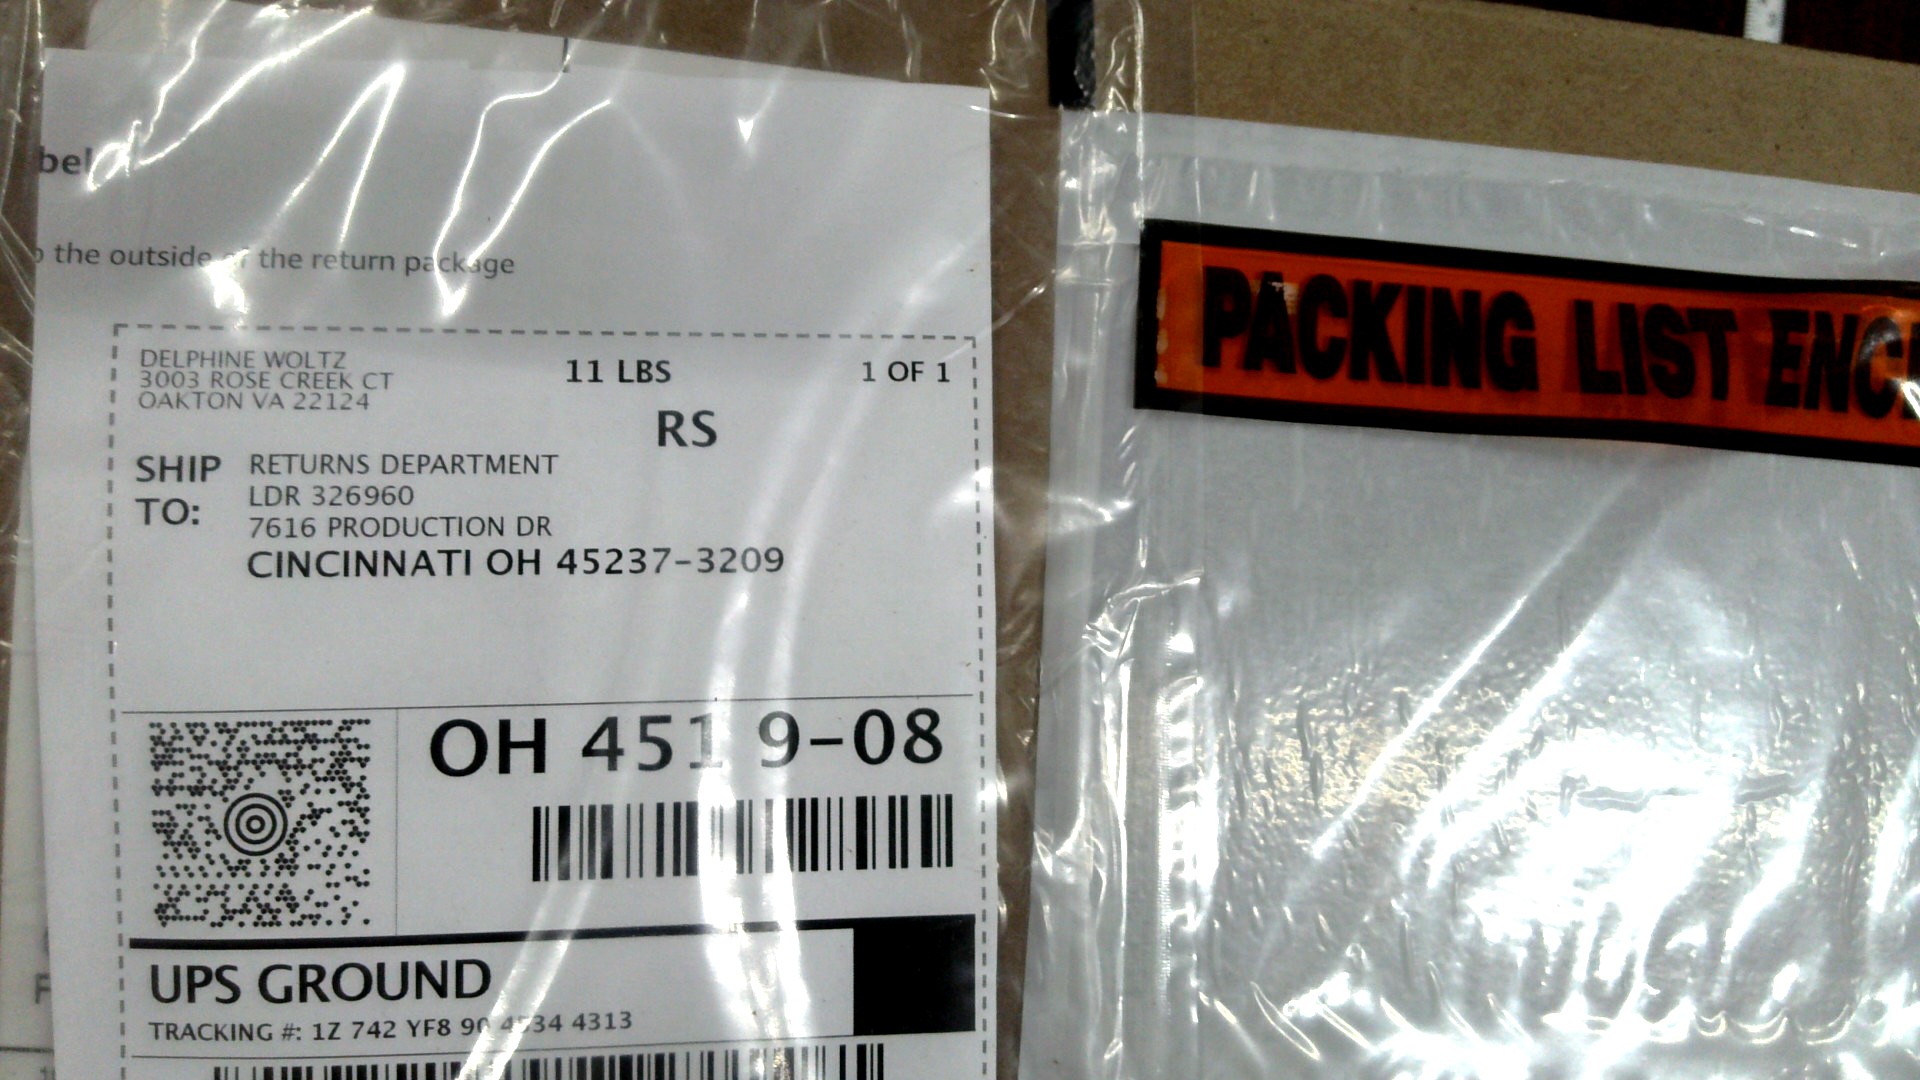 the outside of the return package
DELPHINE WOLTZ
3003 ROSE CREEK CT
OAKTON VA 22124
11 LBS
1 OF 1
RS
SHIP TO:
RETURNS DEPARTMENT
LDR 326960
7616 PRODUCTION DR
CINCINNATI OH 45237-3209
OH 451 9-08
UPS GROUND
TRACKING #: 1Z 742 YF8 90 4534 4313
PACKING LIST